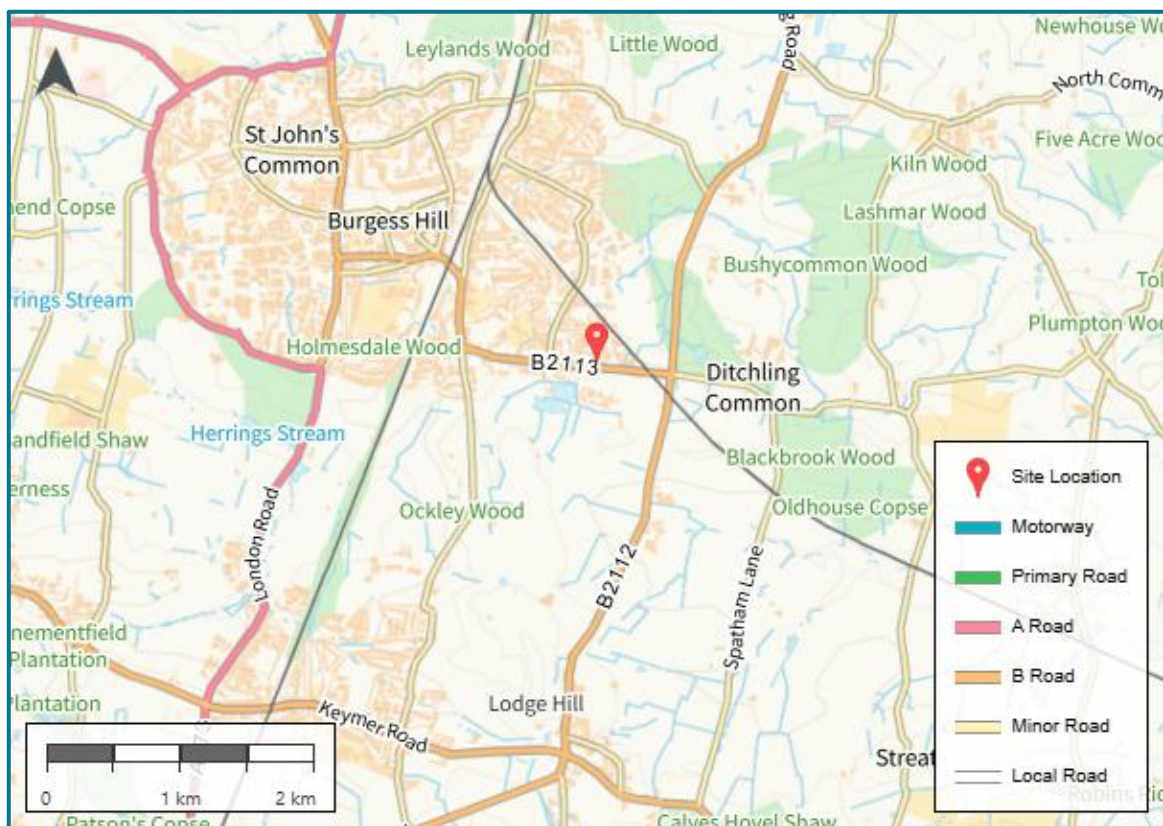 Leylands Wood
Little Wood
Road
Newhouse Wo
North Comm
St John's
Common
Five Acre Woo
Kiln Wood
end Copse
Lashmar Wood
Burgess Hill
Bushycommon Wood
Tol
rrings Stream
Plumpton Woo
Holmesdale Wood
B2113
Ditchling
Common
andfield Shaw
Herrings Stream
Blackbrook Wood
erness
Ockley Wood
Oldhouse Copse
London Road
B2112
Spatham Lane
nementfield
Plantation
Plantation
Lodge Hill
Keymer Road
Streat
Robins Ri
Patson's Copse
Calves Hovel Shaw
Site Location
Motorway
Primary Road
A Road
B Road
Minor Road
Local Road
0
1 km
2 km